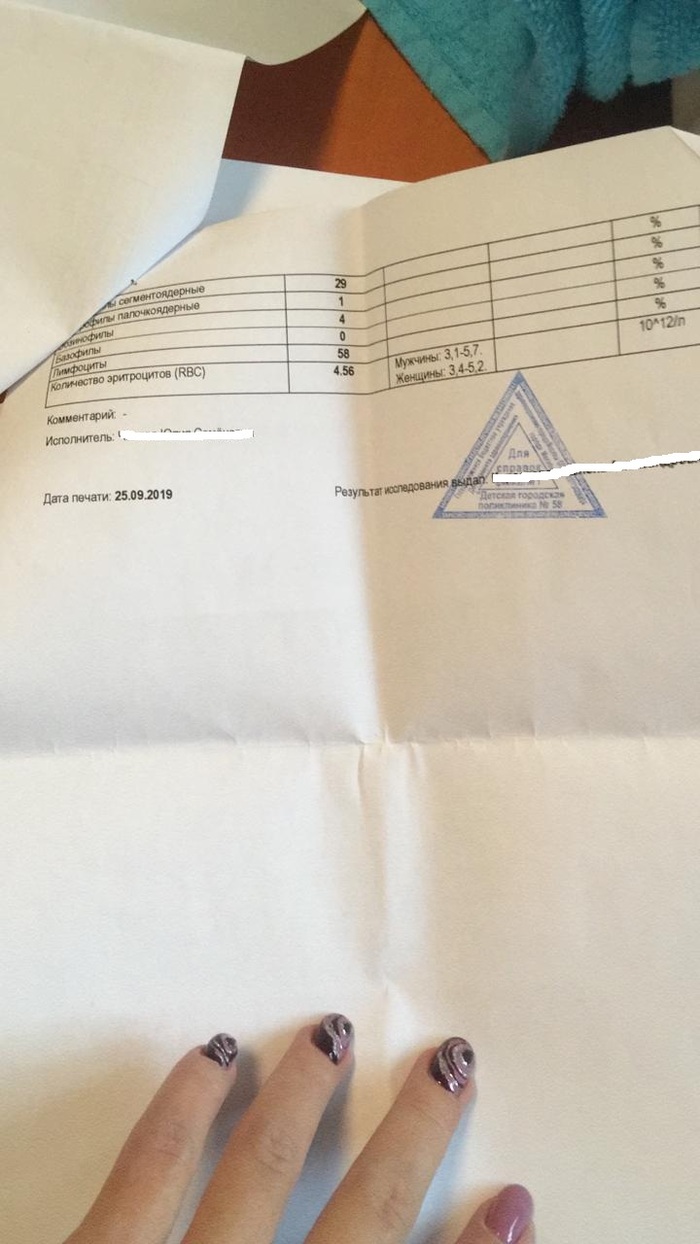 сегментоядерные 29 %
палочкоядерные 1 %
4 %
Базофилы 0 %
Лимфоциты 58 %
Количество эритроцитов (RBC) 4.56 Мужчины: 3,1-5,7. 10^12/л
Женщины: 3,4-5,2.
Комментарий: -
Исполнитель:
Дата печати: 25.09.2019
Результат исследования выдал:
Для
справок
Детская городская
поликлиника № 58